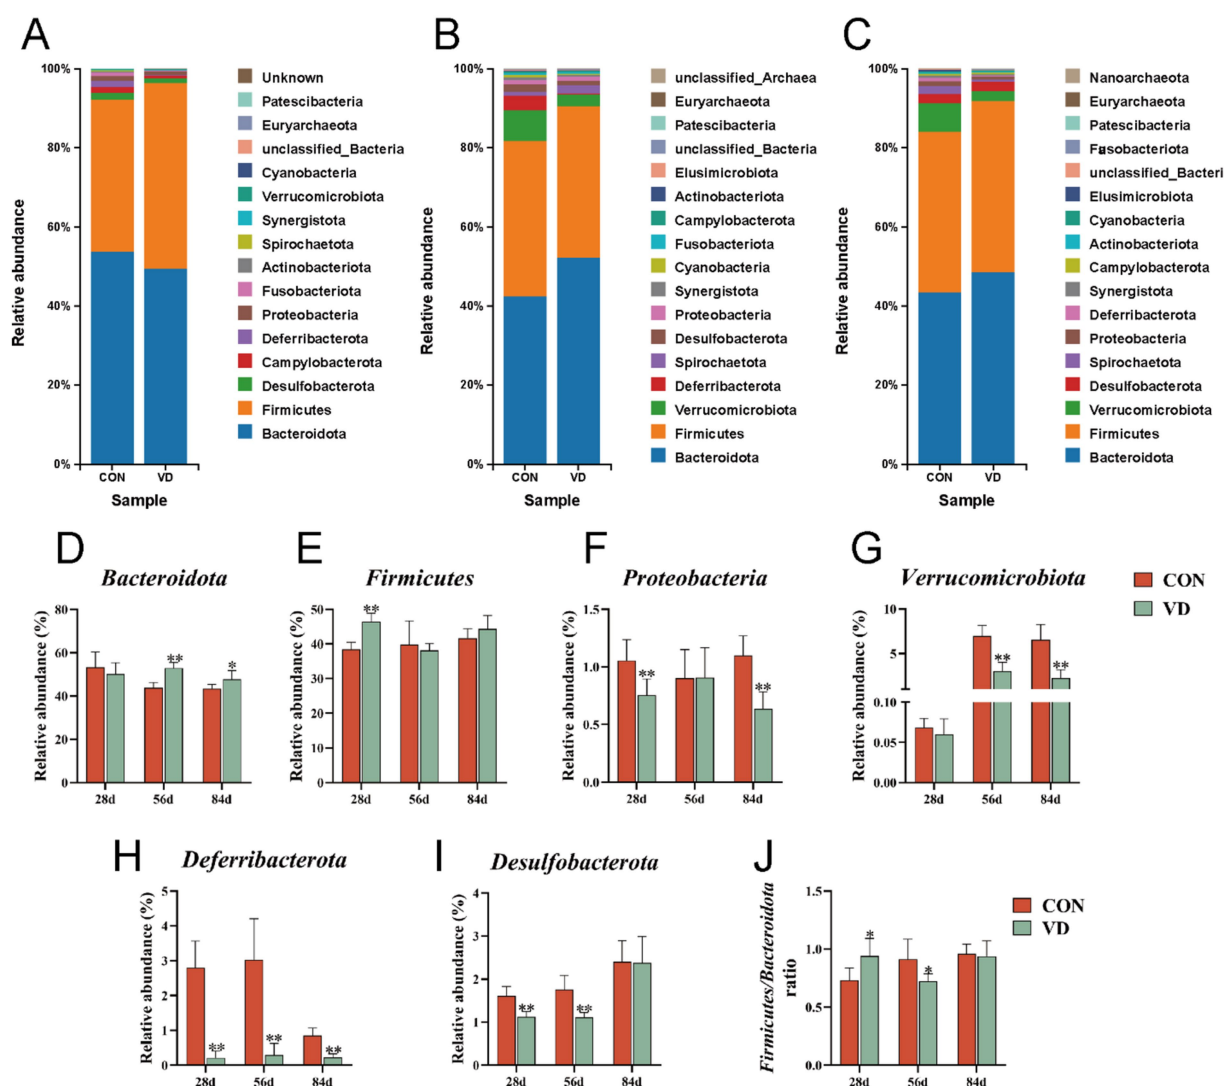 A
B
C
100%
80%
60%
40%
20%
0%
Relative abundance
CON
VD
Sample
Unknown
Patescibacteria
Euryarchaeota
unclassified_Bacteria
Cyanobacteria
Verrucomicrobiota
Synergistota
Spirochaetota
Actinobacteriota
Fusobacteriota
Proteobacteria
Deferribacterota
Campylobacterota
Desulfobacterota
Firmicutes
Bacteroidota
100%
80%
60%
40%
20%
0%
Relative abundance
CON
VD
Sample
unclassified_Archaea
Euryarchaeota
Patescibacteria
unclassified_Bacteria
Elusimicrobiota
Actinobacteriota
Campylobacterota
Fusobacteriota
Cyanobacteria
Synergistota
Proteobacteria
Desulfobacterota
Spirochaetota
Deferribacterota
Verrucomicrobiota
Firmicutes
Bacteroidota
100%
80%
60%
40%
20%
0%
Relative abundance
CON
VD
Sample
Nanoarchaeota
Euryarchaeota
Patescibacteria
Fusobacteriota
unclassified_Bacteri
Elusimicrobiota
Cyanobacteria
Actinobacteriota
Campylobacterota
Synergistota
Deferribacterota
Proteobacteria
Spirochaetota
Desulfobacterota
Verrucomicrobiota
Firmicutes
Bacteroidota
D
Bacteroidota
Relative abundance (%)
80
60
40
20
0
**
*
28d
56d
84d
E
Firmicutes
Relative abundance (%)
50
40
30
20
10
0
**
28d
56d
84d
F
Proteobacteria
Relative abundance (%)
1.5
1.0
0.5
0.0
**
**
28d
56d
84d
G
Verrucomicrobiota
Relative abundance (%)
10
5
0.10
0.05
0.00
**
**
28d
56d
84d
CON
VD
H
Deferribacterota
Relative abundance (%)
5
4
3
2
1
0
**
**
**
28d
56d
84d
I
Desulfobacterota
Relative abundance (%)
4
3
2
1
0
**
**
28d
56d
84d
J
Firmicutes/Bacteroidota
ratio
1.5
1.0
0.5
0.0
*
*
28d
56d
84d
CON
VD